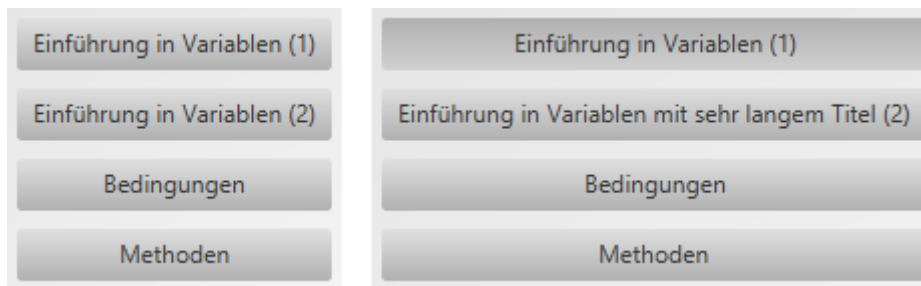 Einführung in Variablen (1)
Einführung in Variablen (2)
Bedingungen
Methoden
Einführung in Variablen (1)
Einführung in Variablen mit sehr langem Titel (2)
Bedingungen
Methoden